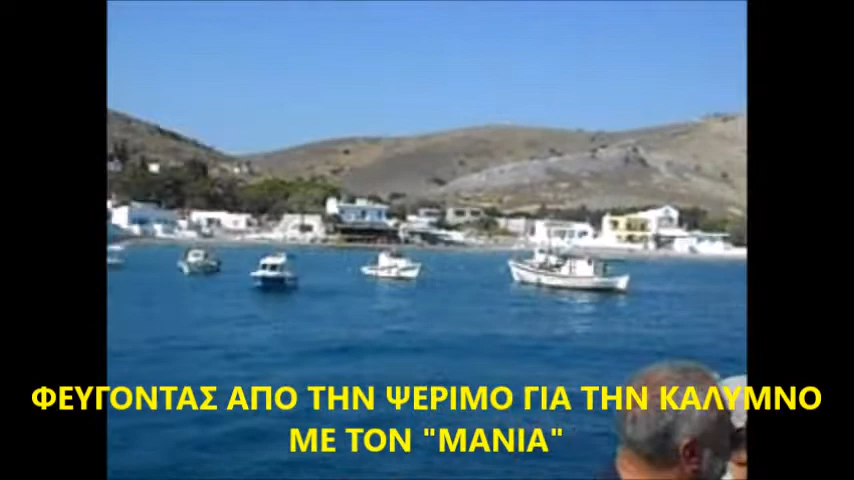 ΦΕΥΓΟΝΤΑΣ ΑΠΟ ΤΗΝ ΨΕΡΙΜΟ ΓΙΑ ΤΗΝ ΚΑΛΥΜΝΟ
ΜΕ ΤΟΝ "ΜΑΝΙΑ"